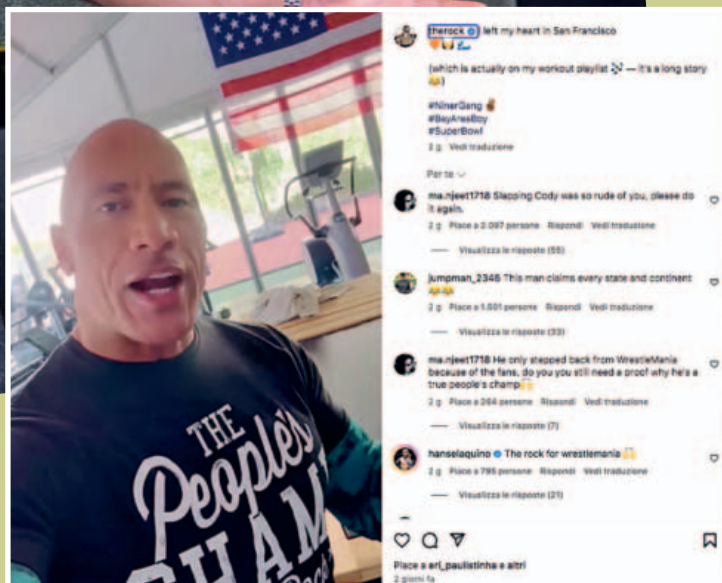 therock left my heart in San Francisco
(which is actually on my workout playlist — it's a long story
)
#NinerGang
#BayAreaBoy
#SuperBowl
2 g Vedi traduzione
Per te
ma.njeet1718 Slapping Cody was so rude of you, please do
it again.
2 g Piace a 2.097 persone Rispondi Vedi traduzione
Visualizza le risposte (55)
jumpman_2345 This man claims every state and continent
2 g Piace a 1.601 persone Rispondi Vedi traduzione
Visualizza le risposte (33)
ma.njeet1718 He only stepped back from WrestleMania
because of the fans, do you you still need a proof why he's a
true people's champ
2 g Piace a 264 persone Rispondi Vedi traduzione
Visualizza le risposte (7)
hanselaquino The rock for wrestlemania
2 g Piace a 795 persone Rispondi Vedi traduzione
Visualizza le risposte (21)
Piace a eri_paulistinha e altri
2 giorni fa
THE
People's
CHAMP